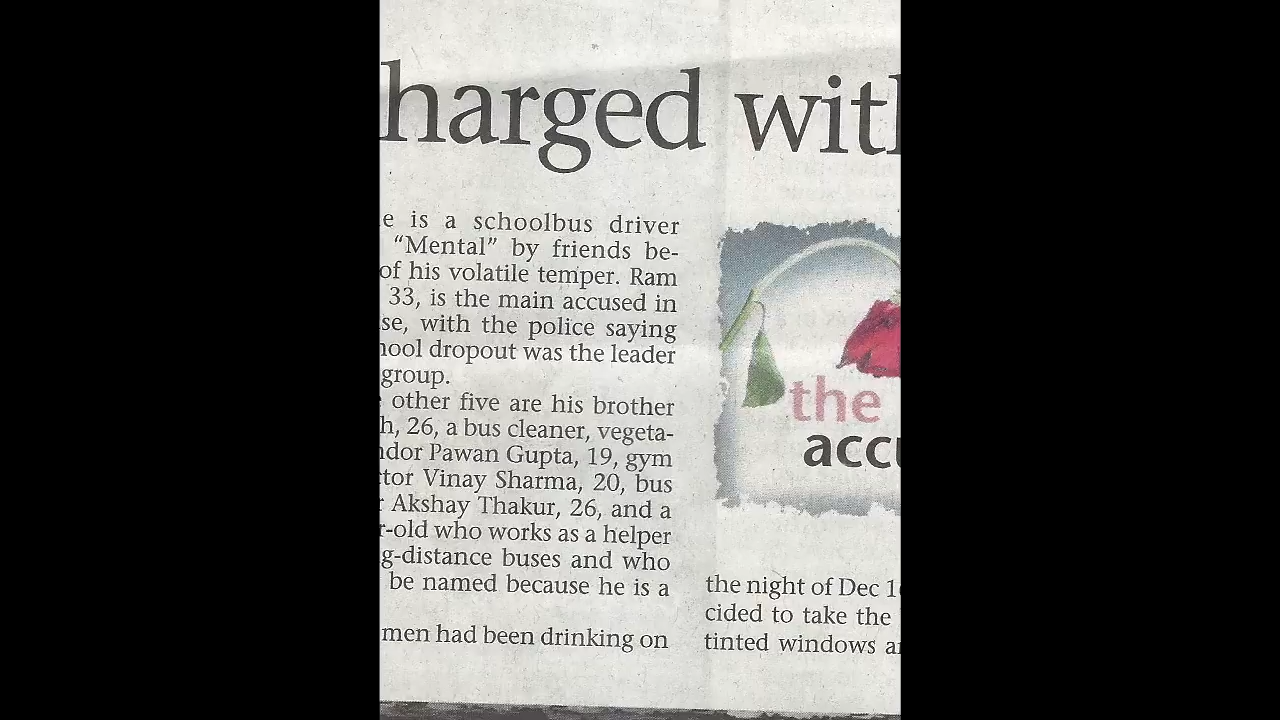 harged with
e is a schoolbus driver
“Mental” by friends be-
of his volatile temper. Ram
33, is the main accused in
se, with the police saying
hool dropout was the leader
group.
other five are his brother
h, 26, a bus cleaner, vegeta-
ndor Pawan Gupta, 19, gym
tor Vinay Sharma, 20, bus
r Akshay Thakur, 26, and a
r-old who works as a helper
g-distance buses and who
be named because he is a
men had been drinking on
the
accu
the night of Dec 16
cided to take the
tinted windows a